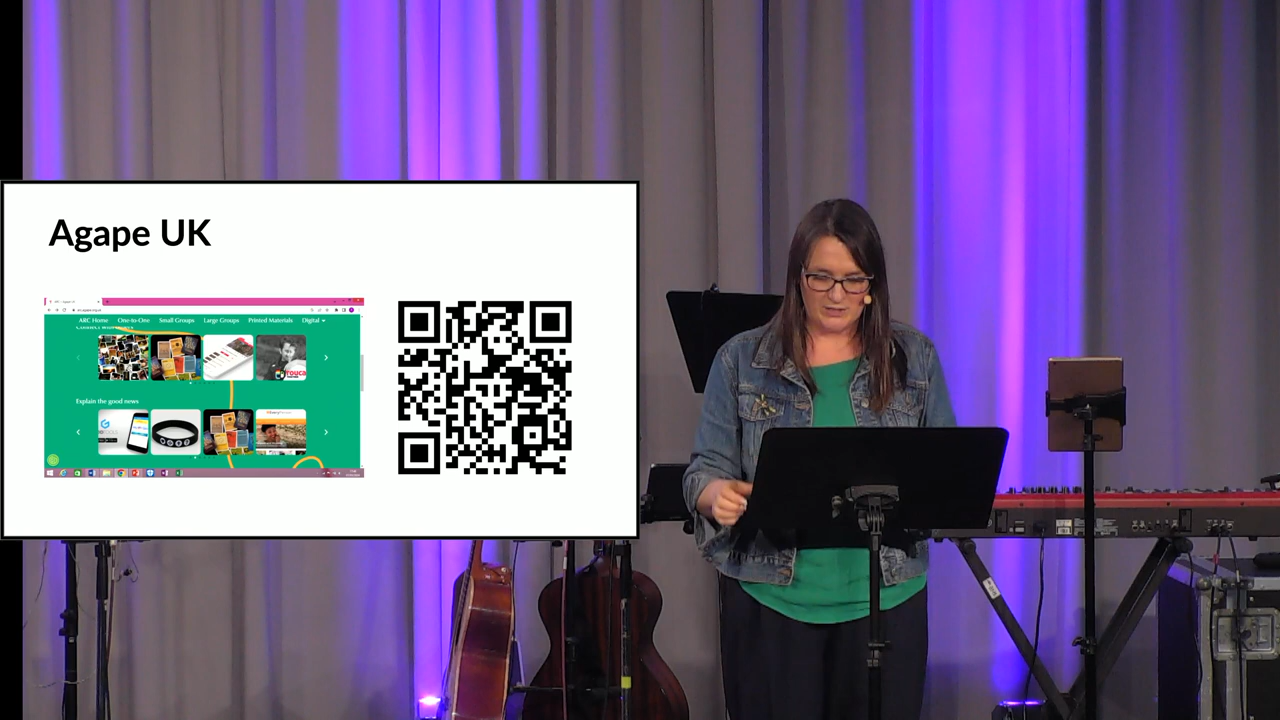 Agape UK
ARC Home One-to-One Small Groups Large Groups Printed Materials Digital
Explain the good news